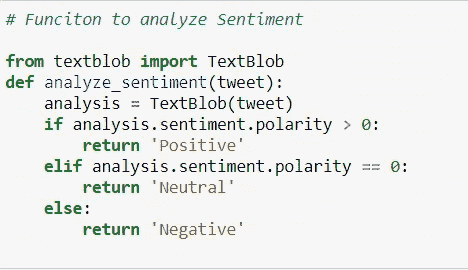 # Funciton to analyze Sentiment

from textblob import TextBlob
def analyze_sentiment(tweet):
    analysis = TextBlob(tweet)
    if analysis.sentiment.polarity > 0:
        return 'Positive'
    elif analysis.sentiment.polarity == 0:
        return 'Neutral'
    else:
        return 'Negative'